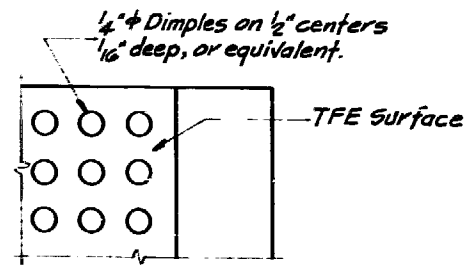 1/4"ϕ Dimples on 1/2" centers
1/16" deep, or equivalent.
TFE Surface